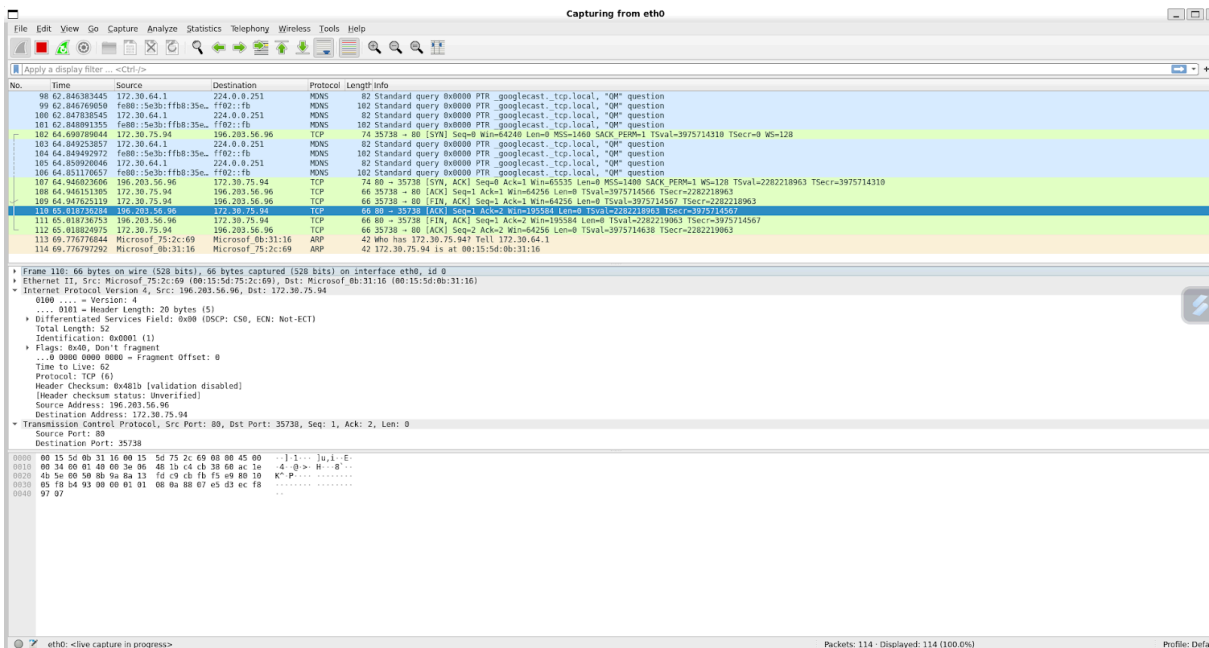 Capturing from eth0
File Edit View Go Capture Analyze Statistics Telephony Wireless Tools Help
Apply a display filter ... <Ctrl-/>
No. Time Source Destination Protocol Length Info
98 62.846383445 172.30.64.1 224.0.0.251 MDNS 82 Standard query 0x0000 PTR _googlecast._tcp.local, "QM" question
99 62.846769050 fe80::5e3b:ffb8:35e… ff02::fb MDNS 102 Standard query 0x0000 PTR _googlecast._tcp.local, "QM" question
100 62.847838545 172.30.64.1 224.0.0.251 MDNS 82 Standard query 0x0000 PTR _googlecast._tcp.local, "QM" question
101 62.848091355 fe80::5e3b:ffb8:35e… ff02::fb MDNS 102 Standard query 0x0000 PTR _googlecast._tcp.local, "QM" question
102 64.690789044 172.30.75.94 196.203.56.96 TCP 74 35738 → 80 [SYN] Seq=0 Win=64240 Len=0 MSS=1460 SACK_PERM=1 TSval=3975714310 TSecr=0 WS=128
103 64.849253857 172.30.64.1 224.0.0.251 MDNS 82 Standard query 0x0000 PTR _googlecast._tcp.local, "QM" question
104 64.849492972 fe80::5e3b:ffb8:35e… ff02::fb MDNS 102 Standard query 0x0000 PTR _googlecast._tcp.local, "QM" question
105 64.850920046 172.30.64.1 224.0.0.251 MDNS 82 Standard query 0x0000 PTR _googlecast._tcp.local, "QM" question
106 64.851170657 fe80::5e3b:ffb8:35e… ff02::fb MDNS 102 Standard query 0x0000 PTR _googlecast._tcp.local, "QM" question
107 64.946023606 196.203.56.96 172.30.75.94 TCP 74 80 → 35738 [SYN, ACK] Seq=0 Ack=1 Win=65535 Len=0 MSS=1400 SACK_PERM=1 WS=128 TSval=2282218963 TSecr=3975714310
108 64.946151305 172.30.75.94 196.203.56.96 TCP 66 35738 → 80 [ACK] Seq=1 Ack=1 Win=64256 Len=0 TSval=3975714566 TSecr=2282218963
109 64.947625119 172.30.75.94 196.203.56.96 TCP 66 35738 → 80 [FIN, ACK] Seq=1 Ack=1 Win=64256 Len=0 TSval=3975714567 TSecr=2282218963
110 65.018736284 196.203.56.96 172.30.75.94 TCP 66 80 → 35738 [ACK] Seq=1 Ack=2 Win=195584 Len=0 TSval=2282218963 TSecr=3975714567
111 65.018736753 196.203.56.96 172.30.75.94 TCP 66 80 → 35738 [FIN, ACK] Seq=1 Ack=2 Win=195584 Len=0 TSval=2282219063 TSecr=3975714567
112 65.018824975 172.30.75.94 196.203.56.96 TCP 66 35738 → 80 [ACK] Seq=2 Ack=2 Win=64256 Len=0 TSval=3975714638 TSecr=2282219063
113 69.776776844 Microsof_75:2c:69 Microsof_0b:31:16 ARP 42 Who has 172.30.75.94? Tell 172.30.64.1
114 69.776797292 Microsof_0b:31:16 Microsof_75:2c:69 ARP 42 172.30.75.94 is at 00:15:5d:0b:31:16
Frame 110: 66 bytes on wire (528 bits), 66 bytes captured (528 bits) on interface eth0, id 0
Ethernet II, Src: Microsof_75:2c:69 (00:15:5d:75:2c:69), Dst: Microsof_0b:31:16 (00:15:5d:0b:31:16)
Internet Protocol Version 4, Src: 196.203.56.96, Dst: 172.30.75.94
0100 .... = Version: 4
.... 0101 = Header Length: 20 bytes (5)
Differentiated Services Field: 0x00 (DSCP: CS0, ECN: Not-ECT)
Total Length: 52
Identification: 0x0001 (1)
Flags: 0x40, Don't fragment
...0 0000 0000 0000 = Fragment Offset: 0
Time to Live: 62
Protocol: TCP (6)
Header Checksum: 0x481b [validation disabled]
[Header checksum status: Unverified]
Source Address: 196.203.56.96
Destination Address: 172.30.75.94
Transmission Control Protocol, Src Port: 80, Dst Port: 35738, Seq: 1, Ack: 2, Len: 0
Source Port: 80
Destination Port: 35738
0000 00 15 5d 0b 31 16 00 15 5d 75 2c 69 08 00 45 00 ··]·1··· ]u,i··E·
0010 00 34 00 01 40 00 3e 06 48 1b c4 cb 38 60 ac 1e ·4··@·>· H···8`··
0020 4b 5e 00 50 8b 9a 8a 13 fd c9 cb fb f5 e9 80 10 K^·P···· ········
0030 05 f8 b4 93 00 00 01 01 08 0a 88 07 e5 d3 ec f8 ········ ········
0040 97 07 ··
eth0: <live capture in progress> Packets: 114 · Displayed: 114 (100.0%) Profile: Defa